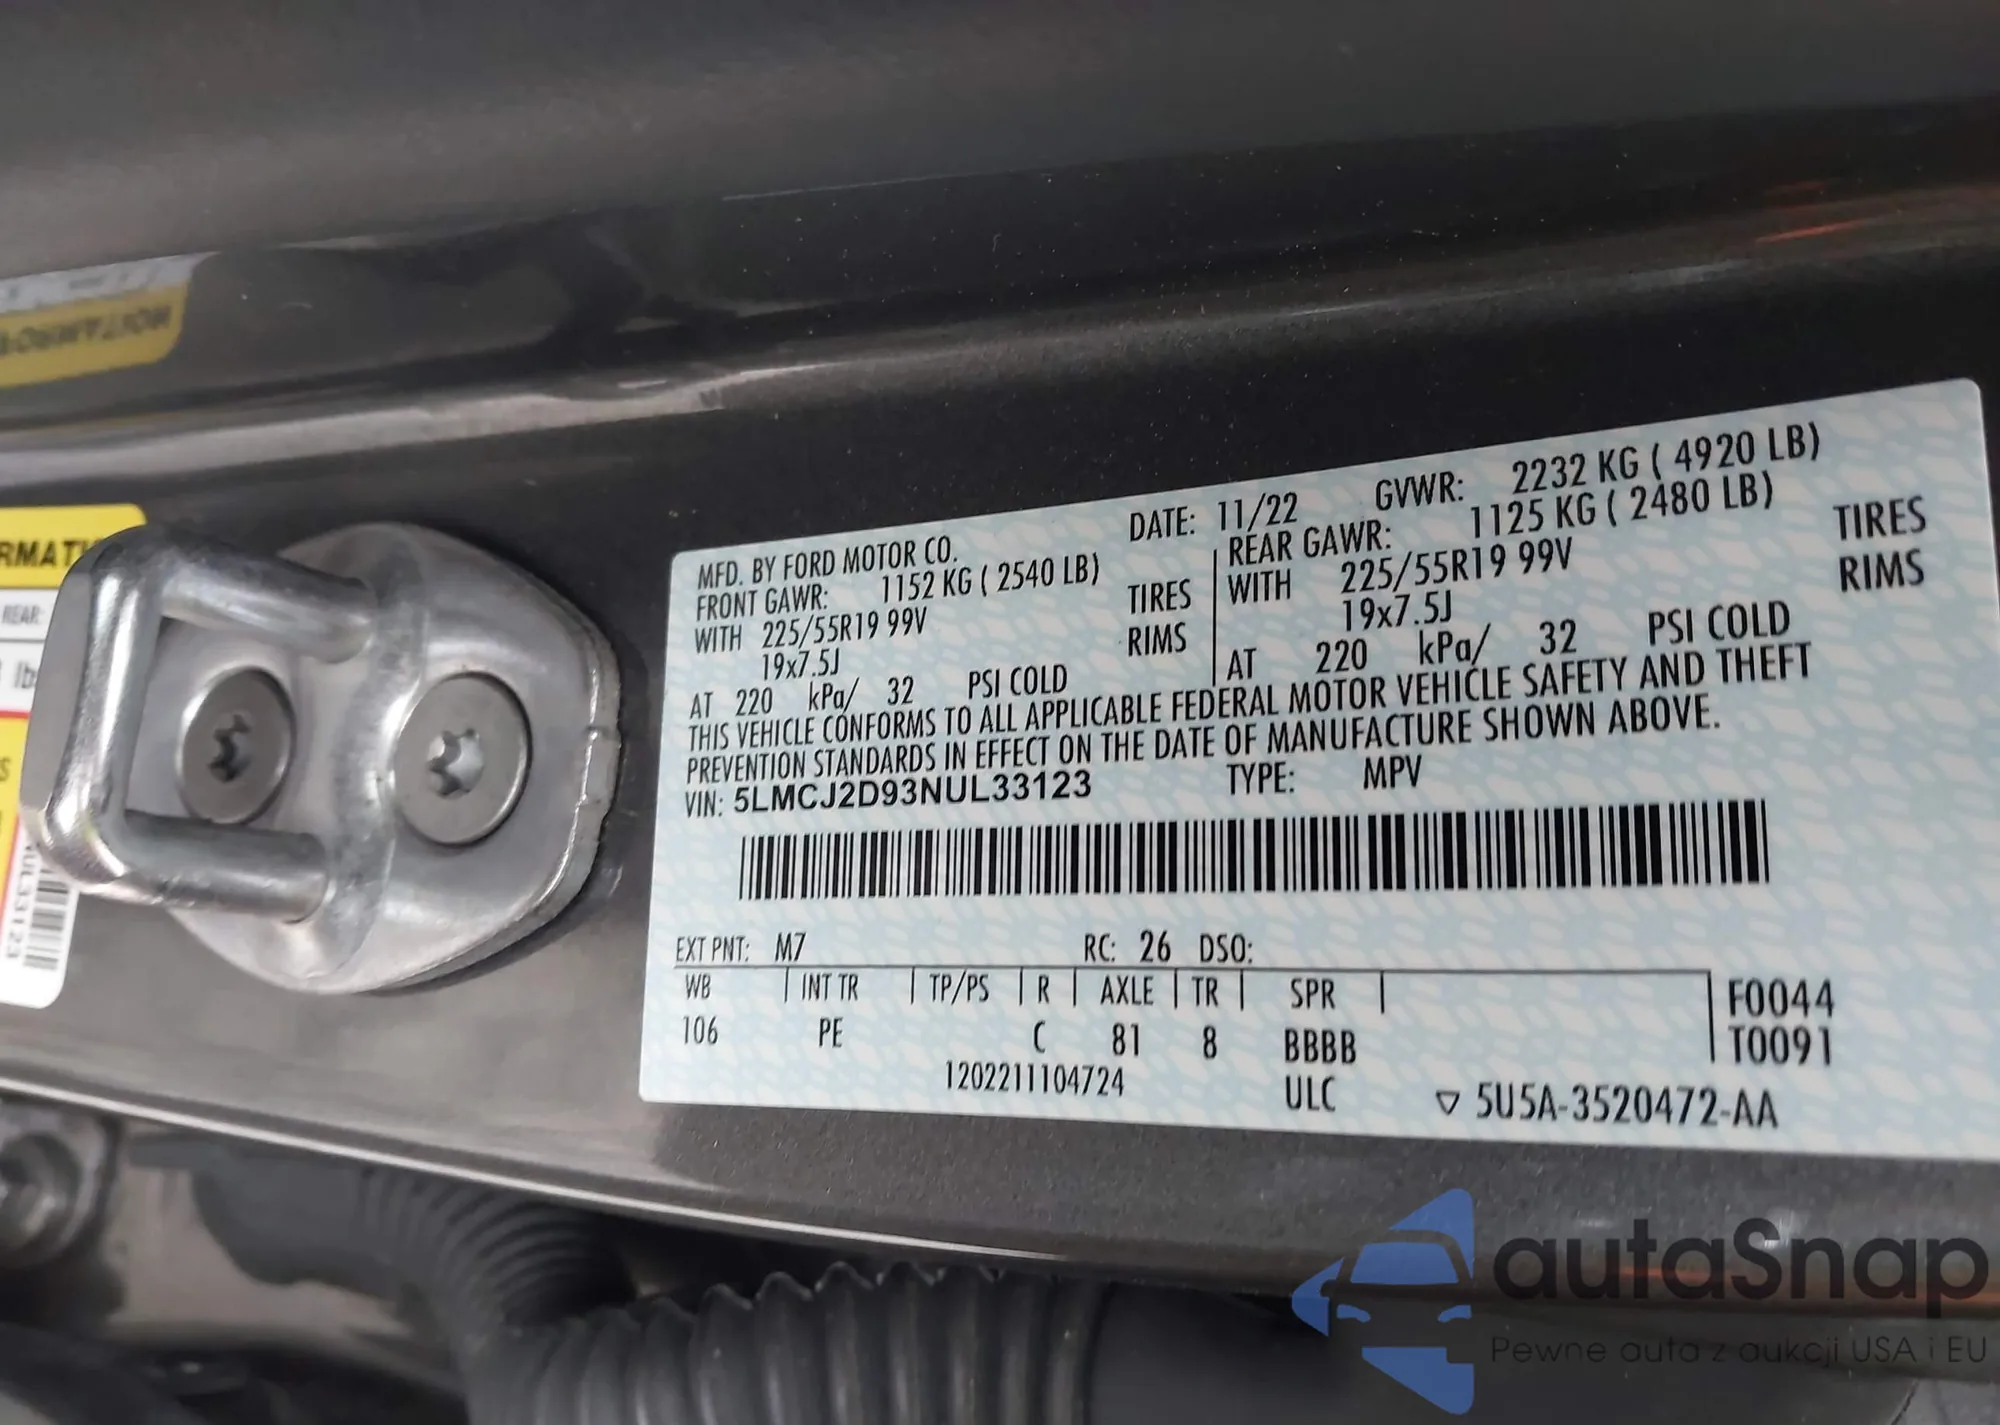 MFD. BY FORD MOTOR CO. DATE: 11/22 GVWR: 2232 KG ( 4920 LB)
FRONT GAWR: 1152 KG ( 2540 LB) REAR GAWR: 1125 KG ( 2480 LB)
WITH 225/55R19 99V TIRES WITH 225/55R19 99V TIRES
19x7.5J RIMS 19x7.5J RIMS
AT 220 kPa/ 32 PSI COLD AT 220 kPa/ 32 PSI COLD
THIS VEHICLE CONFORMS TO ALL APPLICABLE FEDERAL MOTOR VEHICLE SAFETY AND THEFT
PREVENTION STANDARDS IN EFFECT ON THE DATE OF MANUFACTURE SHOWN ABOVE.
VIN: 5LMCJ2D93NUL33123 TYPE: MPV
EXT PNT: M7 RC: 26 DSO:
WB INT TR TP/PS R AXLE TR SPR F0044
106 PE C 81 8 BBBB T0091
1202211104724 ULC ▽ 5U5A-3520472-AA
REAR:
lb
UL33123
autaSnap
Pewne auta z aukcji USA i EU